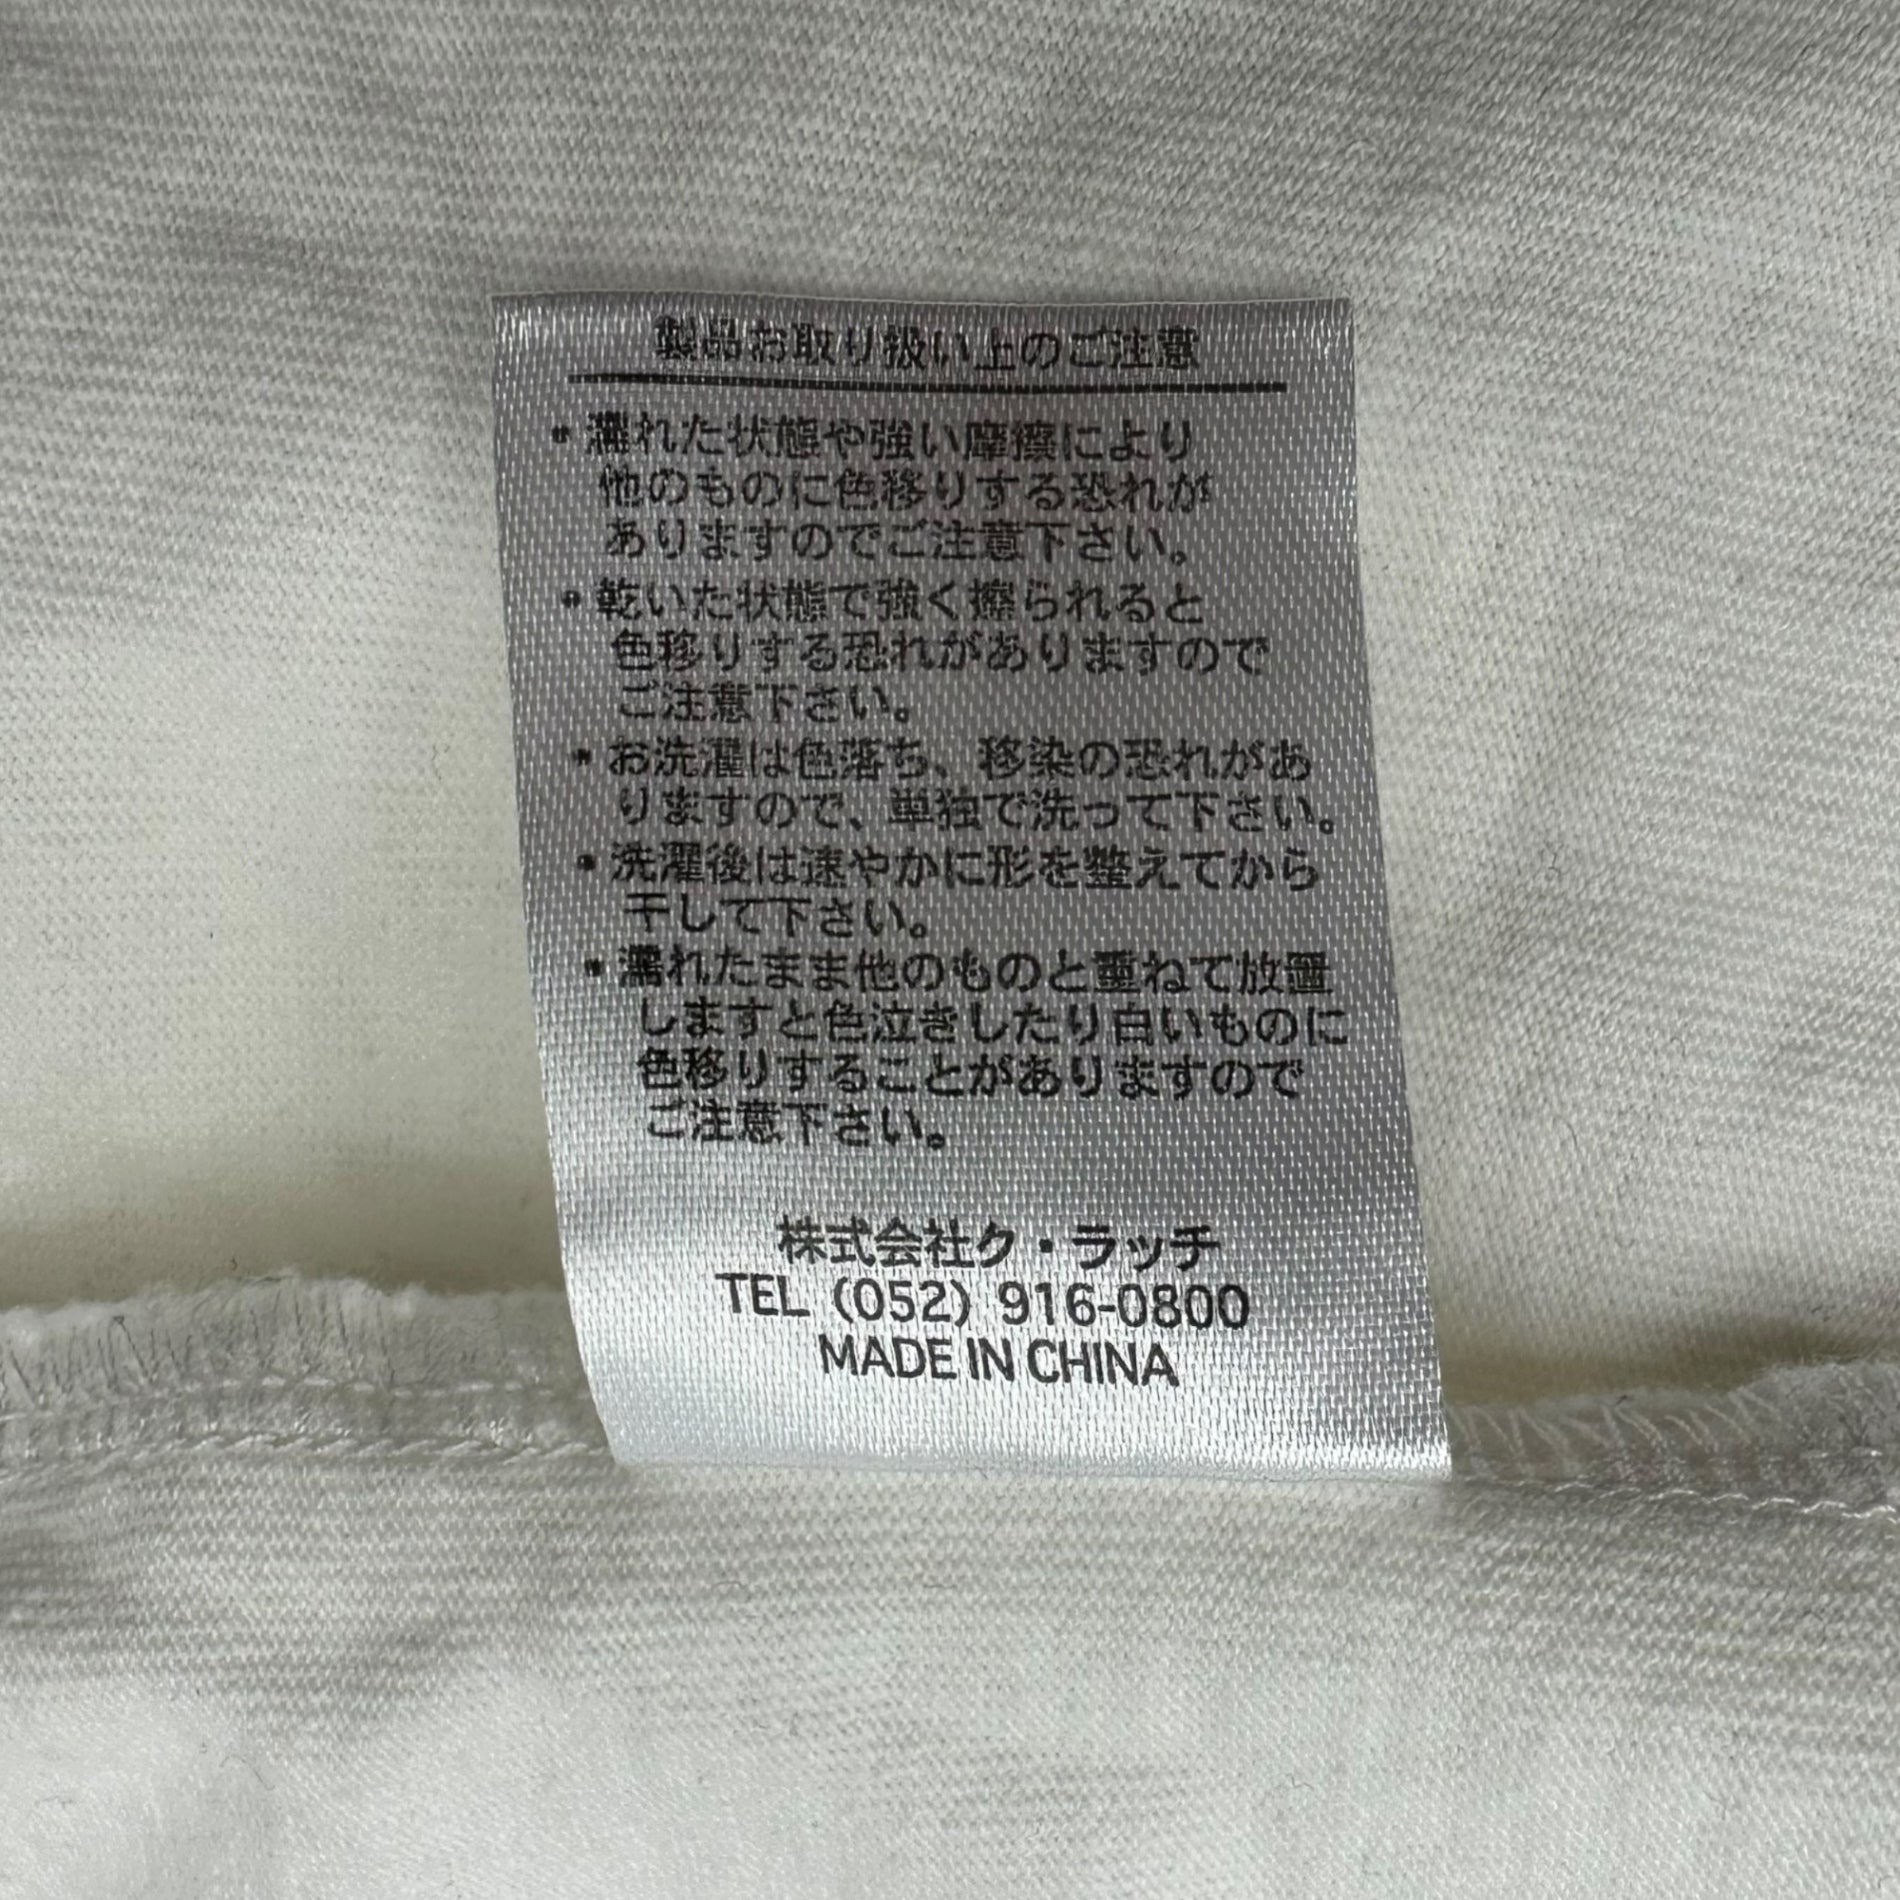 製品お取り扱い上のご注意
・濡れた状態や強い摩擦により
他のものに色移りする恐れが
ありますのでご注意下さい。
・乾いた状態で強く擦られると
色移りする恐れがありますので
ご注意下さい。
・お洗濯は色落ち、移染の恐れがあ
りますので、単独で洗って下さい。
・洗濯後は速やかに形を整えてから
干して下さい。
・濡れたまま他のものと重ねて放置
しますと色泣きしたり白いものに
色移りすることがありますので
ご注意下さい。
株式会社ク・ラッチ
TEL (052) 916-0800
MADE IN CHINA